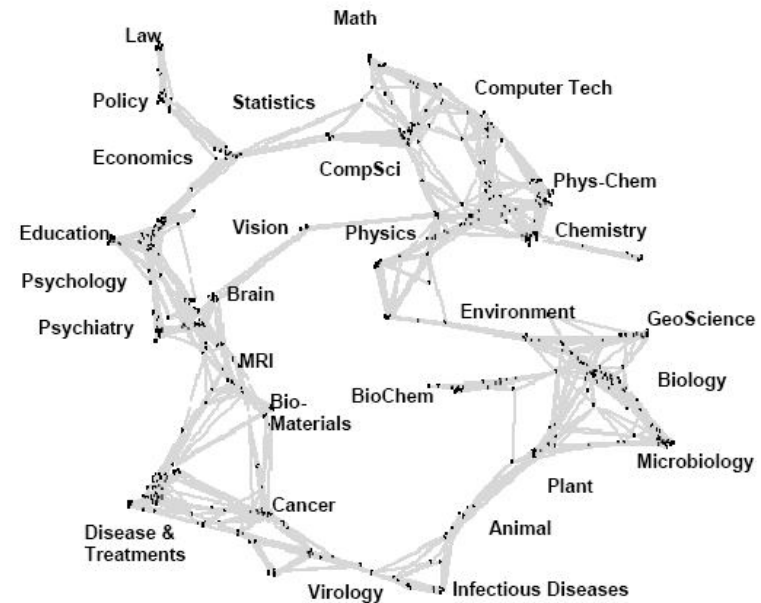 Math
Law
Computer Tech
Policy
Statistics
Economics
CompSci
Phys-Chem
Education
Vision
Physics
Chemistry
Psychology
Brain
Environment
GeoScience
Psychiatry
MRI
Biology
BioChem
Bio-
Materials
Microbiology
Plant
Cancer
Animal
Disease &
Treatments
Virology
Infectious Diseases